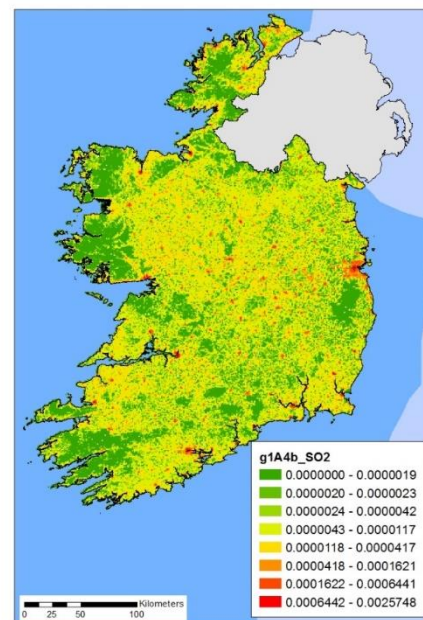 g1A4b_SO2
0.0000000 - 0.0000019
0.0000020 - 0.0000023
0.0000024 - 0.0000042
0.0000043 - 0.0000117
0.0000118 - 0.0000417
0.0000418 - 0.0001621
0.0001622 - 0.0006441
0.0006442 - 0.0025748
Kilometers
0 25 50 100